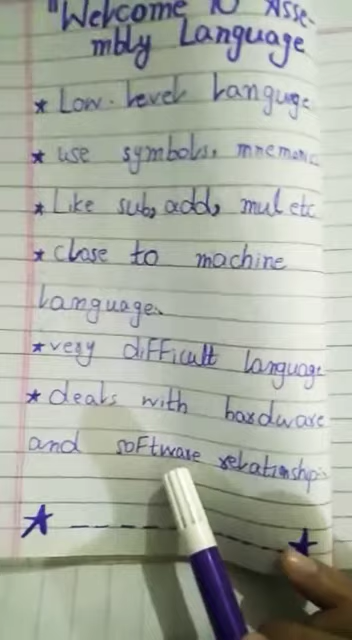 "Welcome To Asse-
mbly Language
* Low-level Language
* use symbols, mnemonic
* Like sub, add, mul etc
* close to machine
Language.
* very difficult language
* deals with hardware
and software relationship